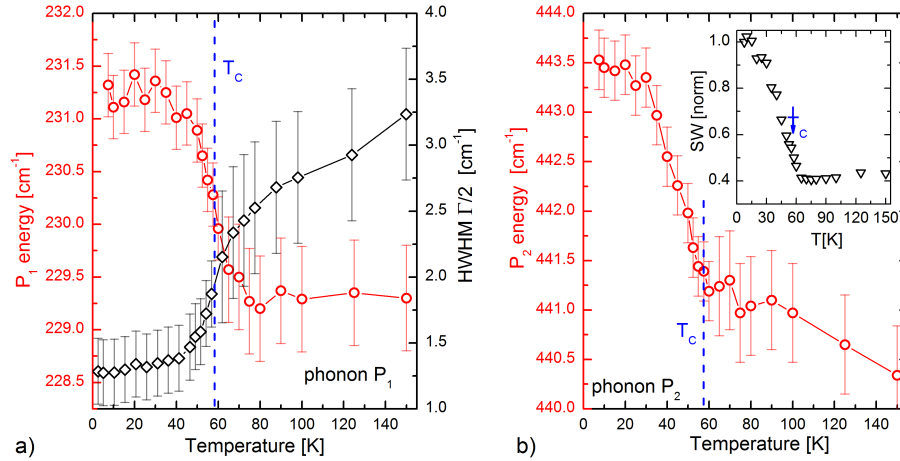 232.0
231.5
231.0
230.5
230.0
229.5
229.0
228.5
P1 energy [cm-1]
4.0
3.5
3.0
2.5
2.0
1.5
1.0
HWHM Γ/2 [cm-1]
TC
phonon P1
0 20 40 60 80 100 120 140
Temperature [K]
a)
444.0
443.5
443.0
442.5
442.0
441.5
441.0
440.5
440.0
P2 energy [cm-1]
TC
phonon P2
0 20 40 60 80 100 120 140
Temperature [K]
b)
1.0
0.8
0.6
0.4
SW [norm]
C
0 30 60 90 120 150
T[K]